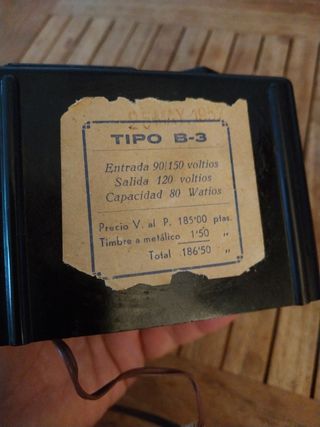 TIPO B-3
Entrada 90/150 voltios
Salida 120 voltios
Capacidad 80 Watios
Precio V. al P. 185'00 ptas.
Timbre a metálico 1'50 „
Total 186'50 „